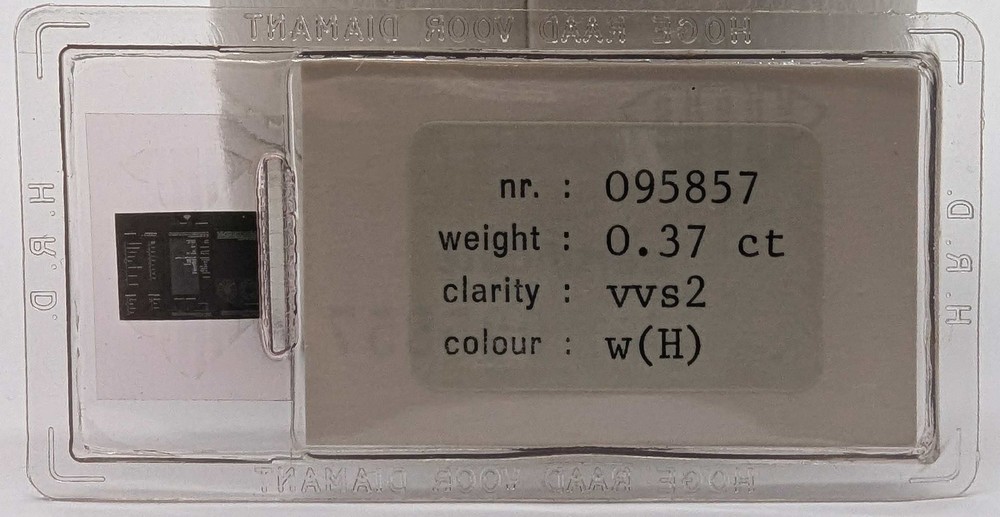 HOGE RAAD VOOR DIAMANT
H.R.D.
nr. : 095857
weight : 0.37 ct
clarity : vvs2
colour : w(H)
H.R.D.
HOGE RAAD VOOR DIAMANT